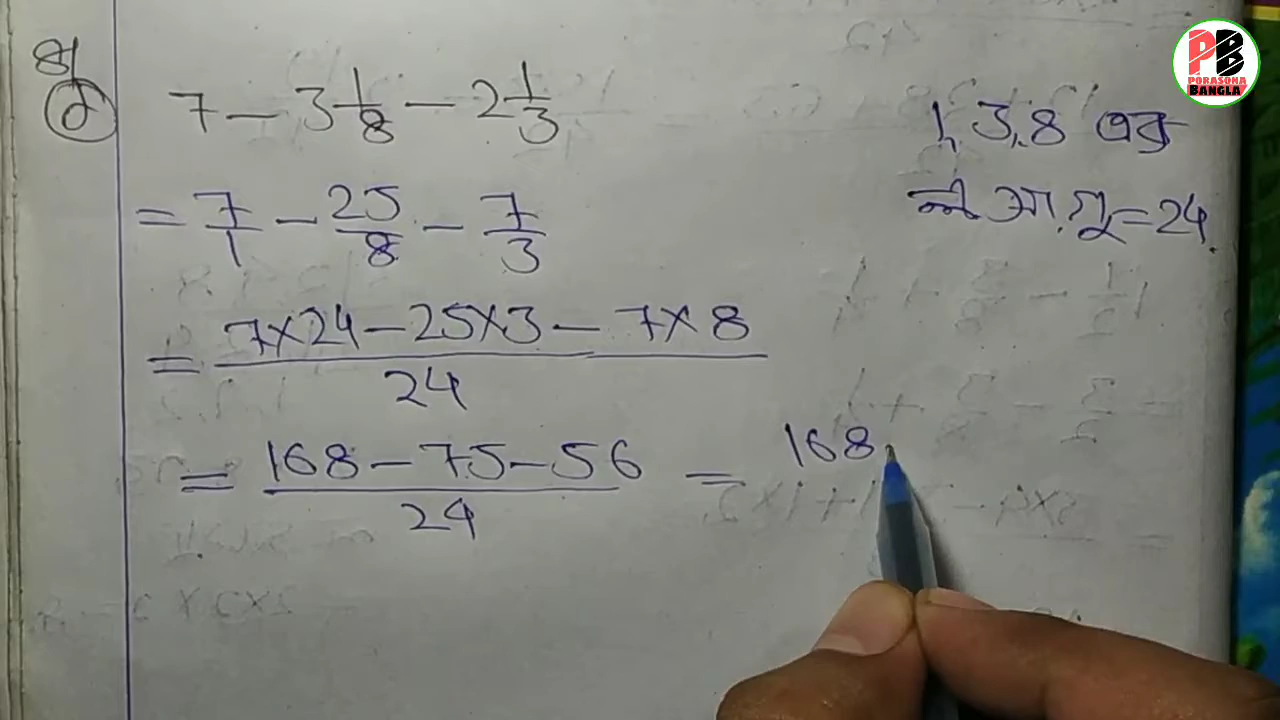 ৪।
7 – 3 1/8 – 2 1/3
= 7/1 – 25/8 – 7/3
= (7×24 – 25×3 – 7×8)/24
= (168 – 75 – 56)/24 = 168
1, 3, 8 এর
ল.সা.গু = 24
PB
PORASONA
BANGLA